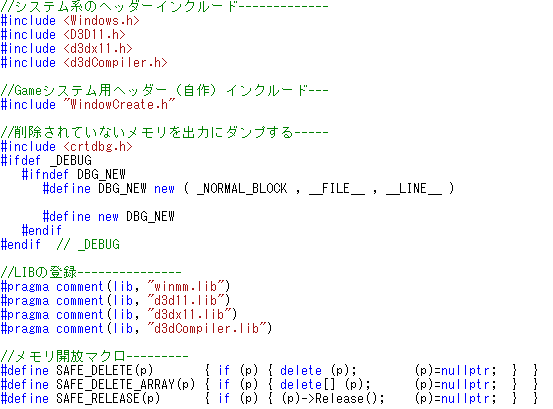 //システム系のヘッダーインクルード-------------
#include <Windows.h>
#include <D3D11.h>
#include <d3dx11.h>
#include <d3dCompiler.h>
//Gameシステム用ヘッダー（自作）インクルード---
#include "WindowCreate.h"
//削除されていないメモリを出力にダンプする-----
#include <crtdbg.h>
#ifdef _DEBUG
#ifndef DBG_NEW
#define DBG_NEW new ( _NORMAL_BLOCK , __FILE__ , __LINE__ )
#define new DBG_NEW
#endif
#endif // _DEBUG
//LIBの登録---------------
#pragma comment(lib, "winmm.lib")
#pragma comment(lib, "d3d11.lib")
#pragma comment(lib, "d3dx11.lib")
#pragma comment(lib, "d3dCompiler.lib")
//メモリ開放マクロ---------
#define SAFE_DELETE(p) { if (p) { delete (p); (p)=nullptr; } }
#define SAFE_DELETE_ARRAY(p) { if (p) { delete[] (p); (p)=nullptr; } }
#define SAFE_RELEASE(p) { if (p) { (p)->Release(); (p)=nullptr; } }